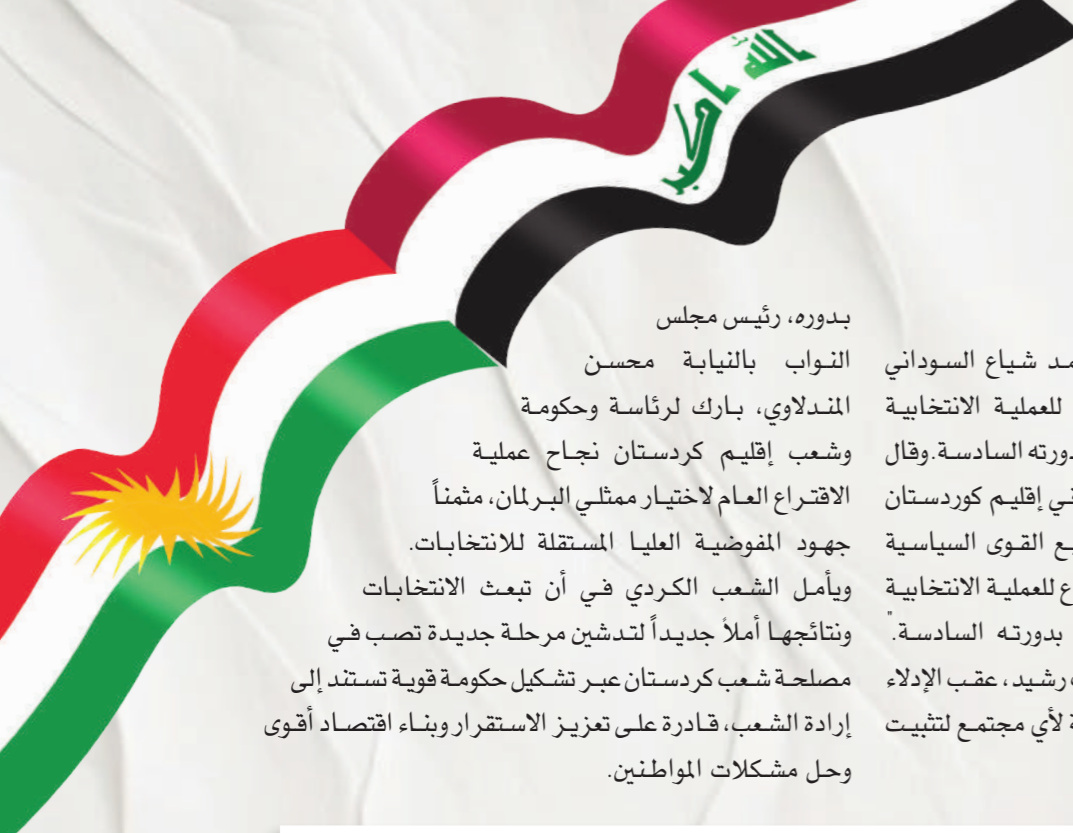 الله اكبر
شياع السوداني
للعملية الانتخابية
دورته السادسة.وقال
إقليم كوردستان
القوى السياسية
للعملية الانتخابية
بدورته السادسة."
رشيد، عقب الإدلاء
لأي مجتمع لتثبيت
بدوره، رئيس مجلس
النواب بالنيابة محسن
المندلاوي، بارك لرئاسة وحكومة
وشعب إقليم كردستان نجاح عملية
الاقتراع العام لاختيار ممثلي البرلمان، مثمناً
جهود المفوضية العليا المستقلة للانتخابات.
ويأمل الشعب الكردي في أن تبعث الانتخابات
ونتائجها أملاً جديداً لتدشين مرحلة جديدة تصب في
مصلحة شعب كردستان عبر تشكيل حكومة قوية تستند إلى
إرادة الشعب، قادرة على تعزيز الاستقرار وبناء اقتصاد أقوى
وحل مشكلات المواطنين.